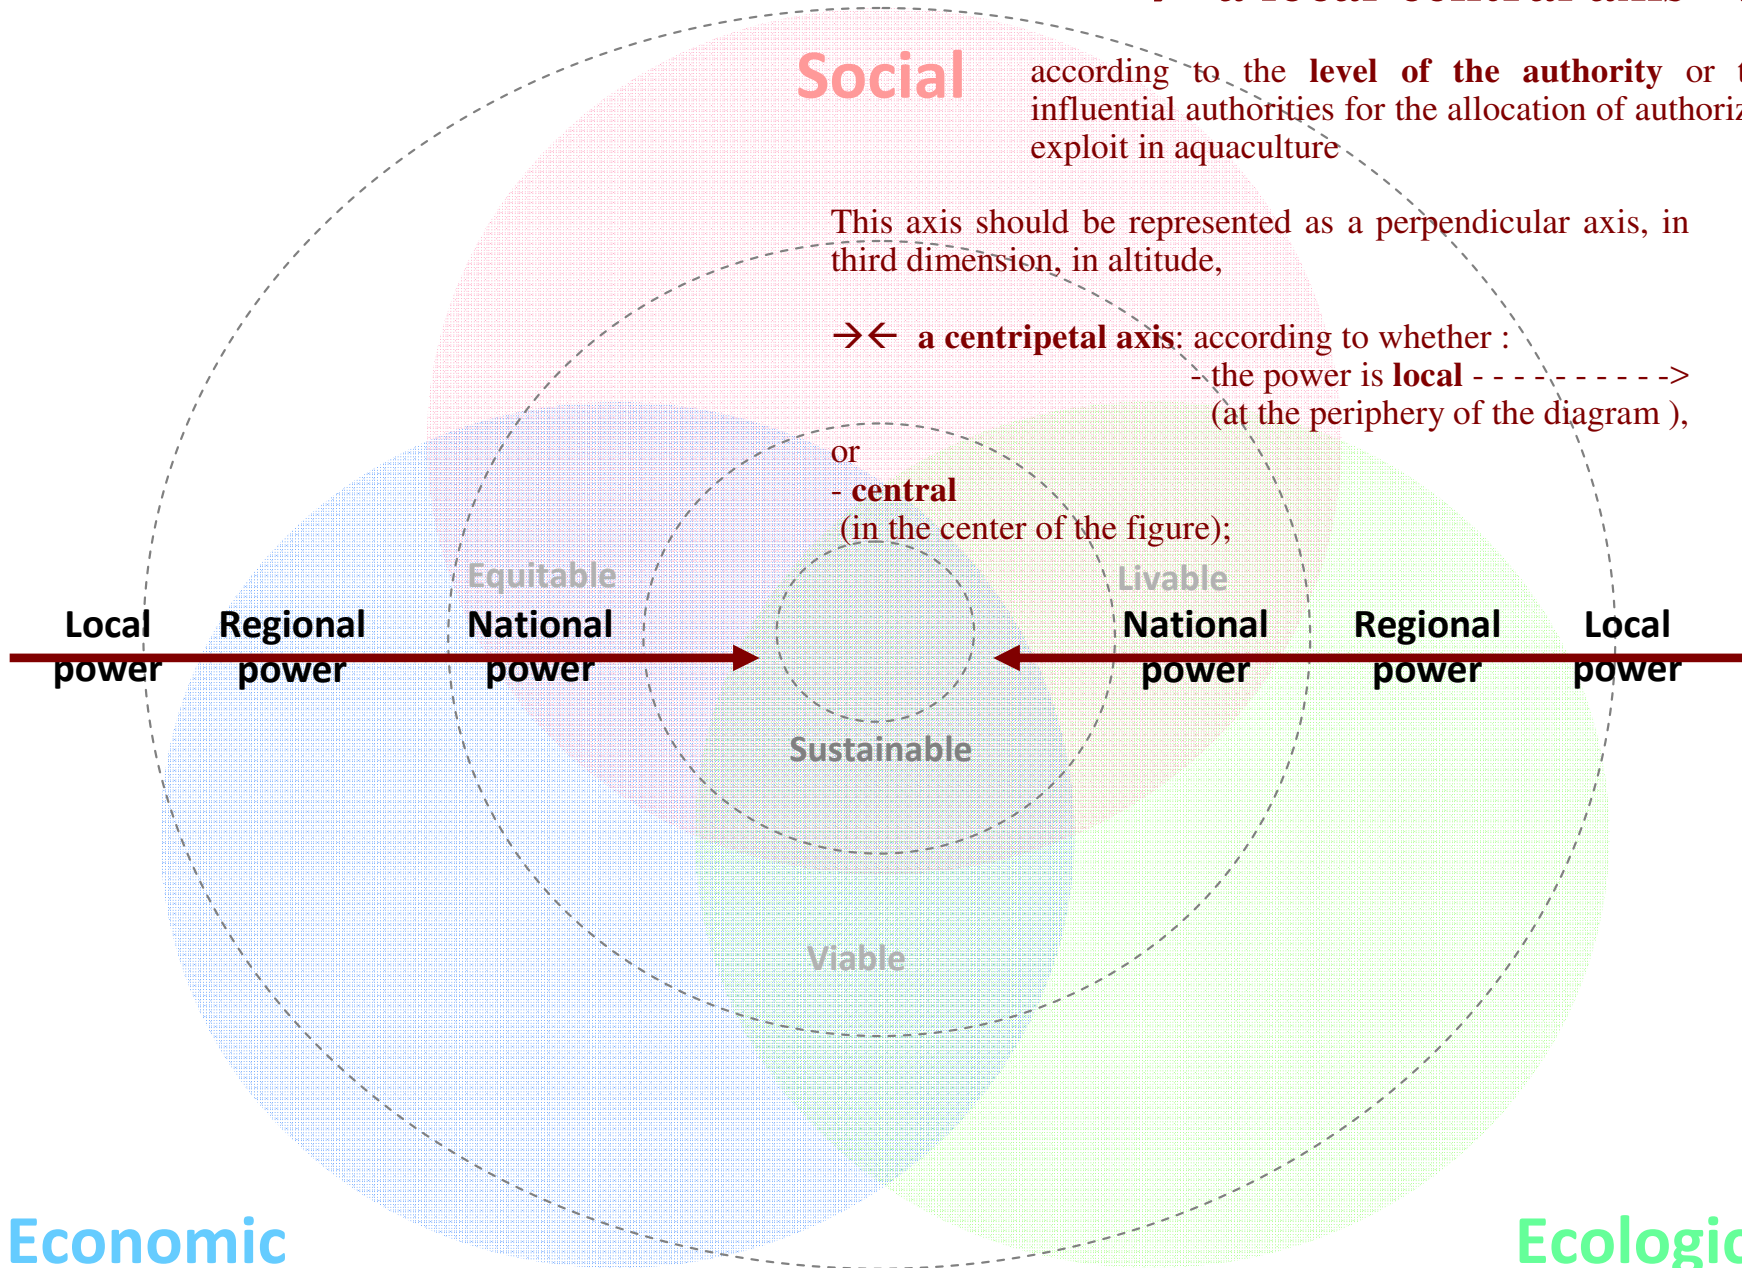 Social
according to the level of the authority or
influential authorities for the allocation of
exploit in aquaculture
This axis should be represented as a perpendicular axis, in
third dimension, in altitude,
→← a centripetal axis: according to whether :
- the power is local - - - - - - - - - ->
(at the periphery of the diagram ),
or
- central
(in the center of the figure);
Equitable
Livable
Local Regional National National Regional Local
power power power power power power
Sustainable
Viable
Economic